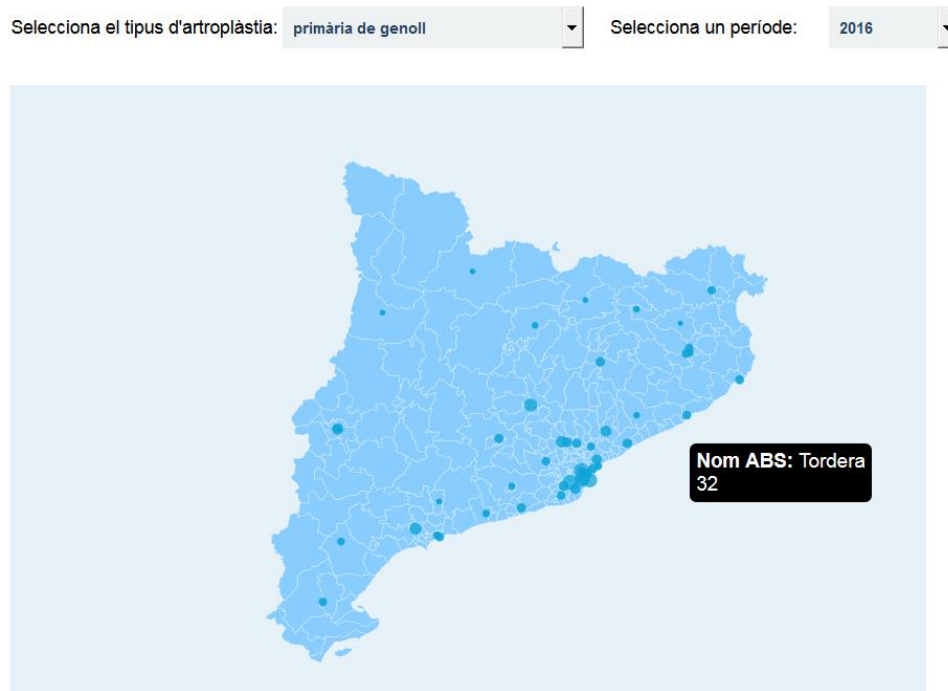 Selecciona el tipus d'artroplàstia: primària de genoll Selecciona un període: 2016
Nom ABS: Tordera
32